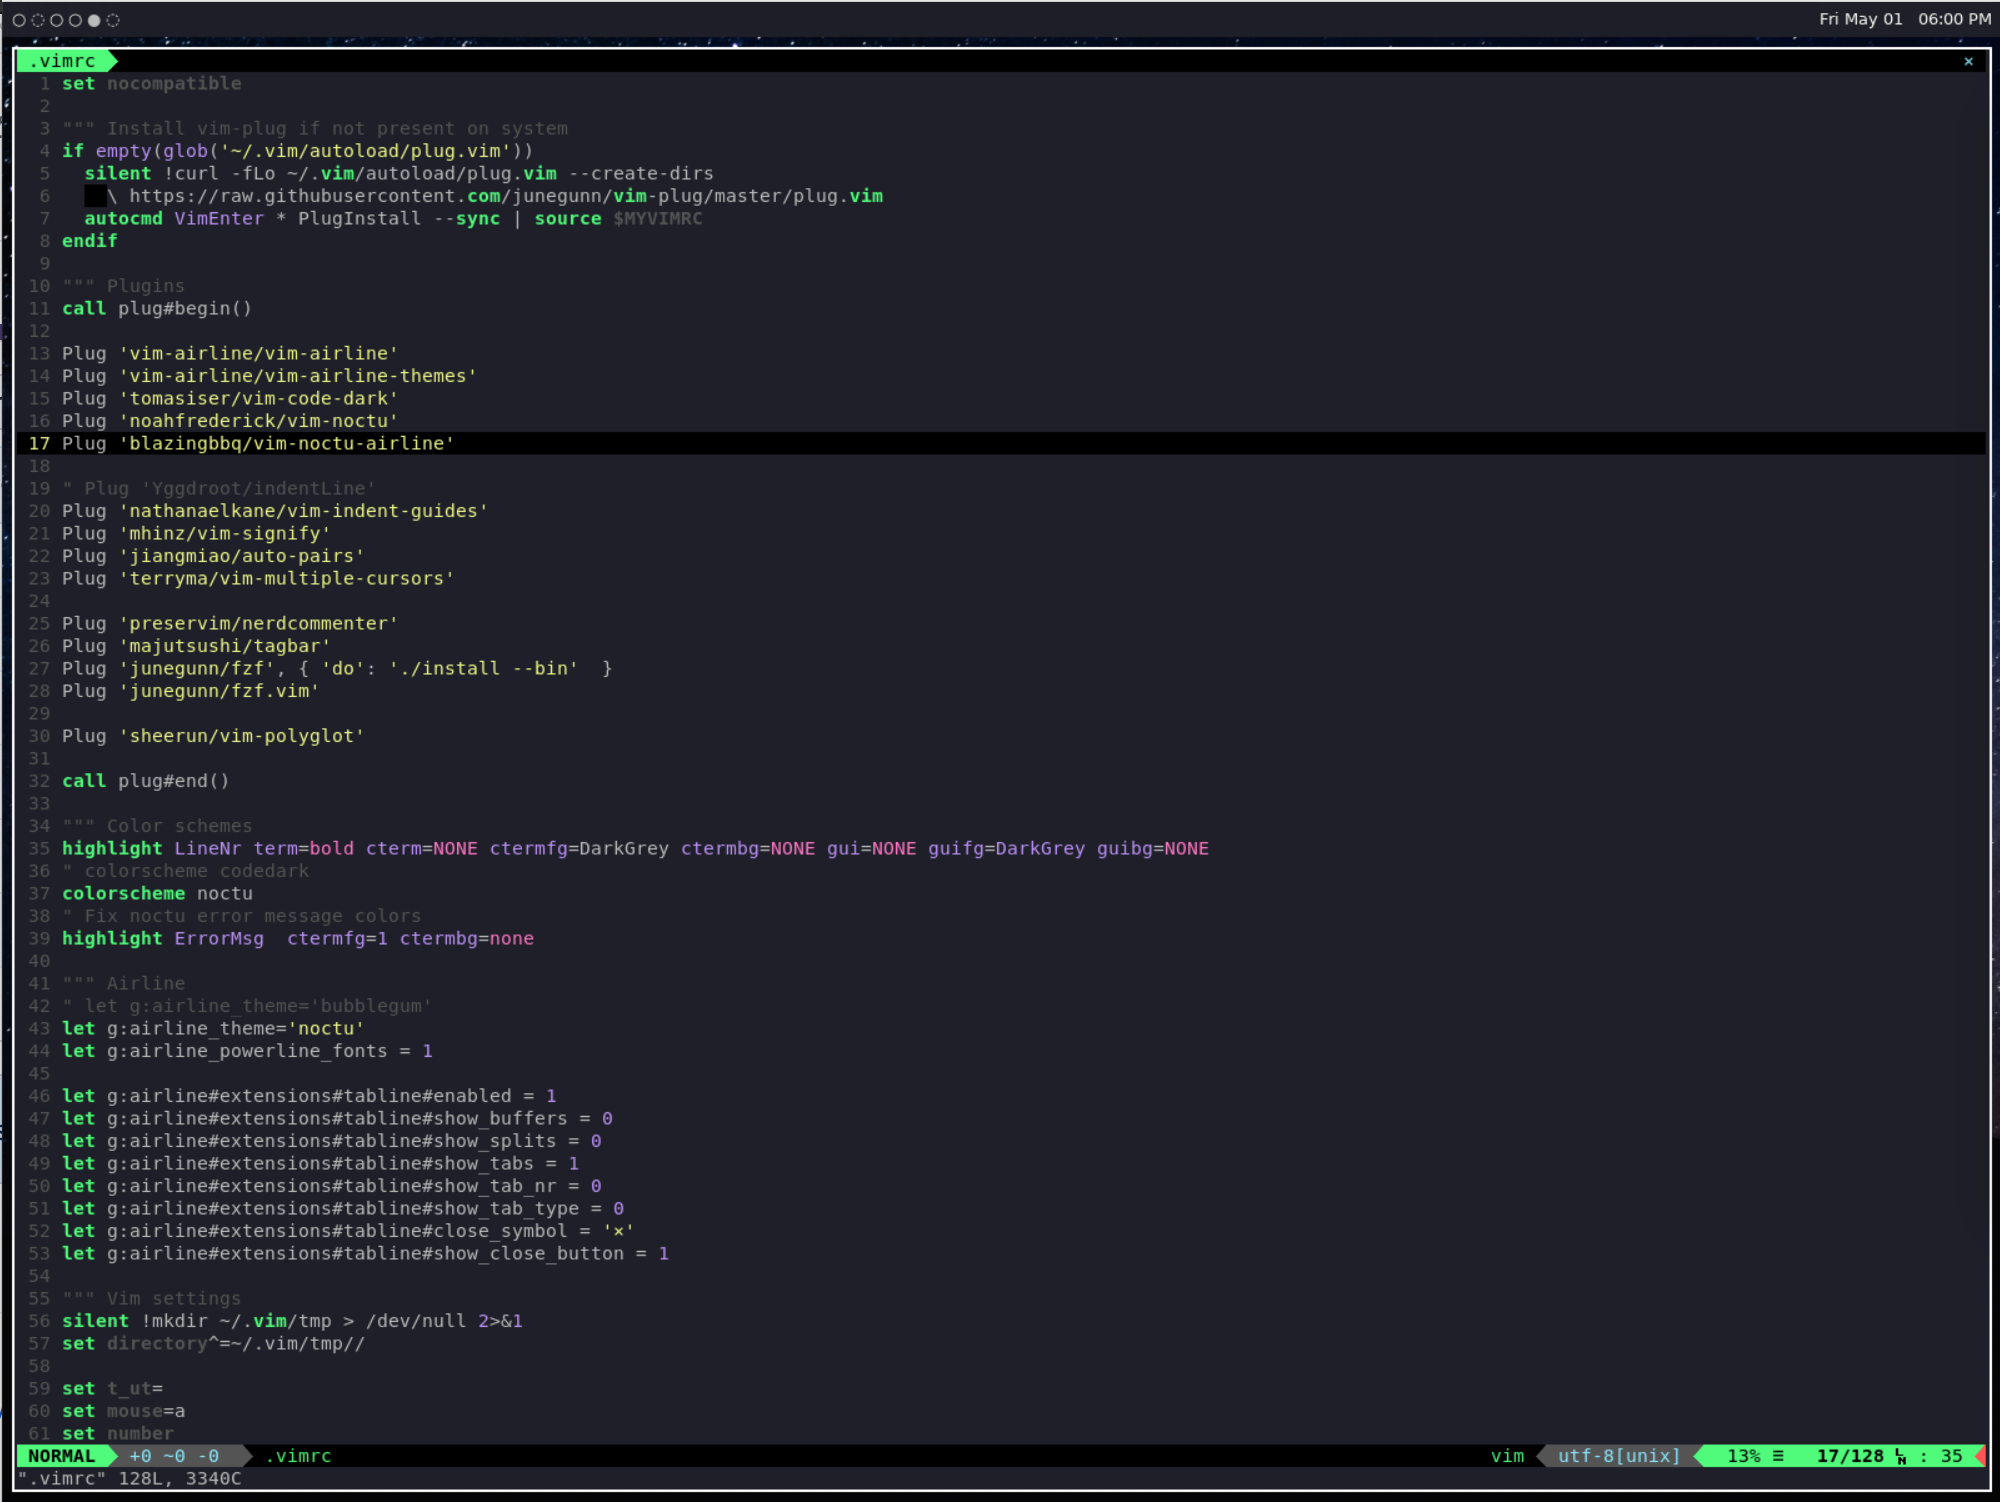 Fri May 01 06:00 PM
.vimrc ×
1 set nocompatible
2
3 """ Install vim-plug if not present on system
4 if empty(glob('~/.vim/autoload/plug.vim'))
5   silent !curl -fLo ~/.vim/autoload/plug.vim --create-dirs
6     \ https://raw.githubusercontent.com/junegunn/vim-plug/master/plug.vim
7   autocmd VimEnter * PlugInstall --sync | source $MYVIMRC
8 endif
9
10 """ Plugins
11 call plug#begin()
12
13 Plug 'vim-airline/vim-airline'
14 Plug 'vim-airline/vim-airline-themes'
15 Plug 'tomasiser/vim-code-dark'
16 Plug 'noahfrederick/vim-noctu'
17 Plug 'blazingbbq/vim-noctu-airline'
18
19 " Plug 'Yggdroot/indentLine'
20 Plug 'nathanaelkane/vim-indent-guides'
21 Plug 'mhinz/vim-signify'
22 Plug 'jiangmiao/auto-pairs'
23 Plug 'terryma/vim-multiple-cursors'
24
25 Plug 'preservim/nerdcommenter'
26 Plug 'majutsushi/tagbar'
27 Plug 'junegunn/fzf', { 'do': './install --bin'  }
28 Plug 'junegunn/fzf.vim'
29
30 Plug 'sheerun/vim-polyglot'
31
32 call plug#end()
33
34 """ Color schemes
35 highlight LineNr term=bold cterm=NONE ctermfg=DarkGrey ctermbg=NONE gui=NONE guifg=DarkGrey guibg=NONE
36 " colorscheme codedark
37 colorscheme noctu
38 " Fix noctu error message colors
39 highlight ErrorMsg  ctermfg=1 ctermbg=none
40
41 """ Airline
42 " let g:airline_theme='bubblegum'
43 let g:airline_theme='noctu'
44 let g:airline_powerline_fonts = 1
45
46 let g:airline#extensions#tabline#enabled = 1
47 let g:airline#extensions#tabline#show_buffers = 0
48 let g:airline#extensions#tabline#show_splits = 0
49 let g:airline#extensions#tabline#show_tabs = 1
50 let g:airline#extensions#tabline#show_tab_nr = 0
51 let g:airline#extensions#tabline#show_tab_type = 0
52 let g:airline#extensions#tabline#close_symbol = '×'
53 let g:airline#extensions#tabline#show_close_button = 1
54
55 """ Vim settings
56 silent !mkdir ~/.vim/tmp > /dev/null 2>&1
57 set directory^=~/.vim/tmp//
58
59 set t_ut=
60 set mouse=a
61 set number
NORMAL +0 ~0 -0 .vimrc vim utf-8[unix] 13% ☰ 17/128 ㏑ : 35
".vimrc" 128L, 3340C